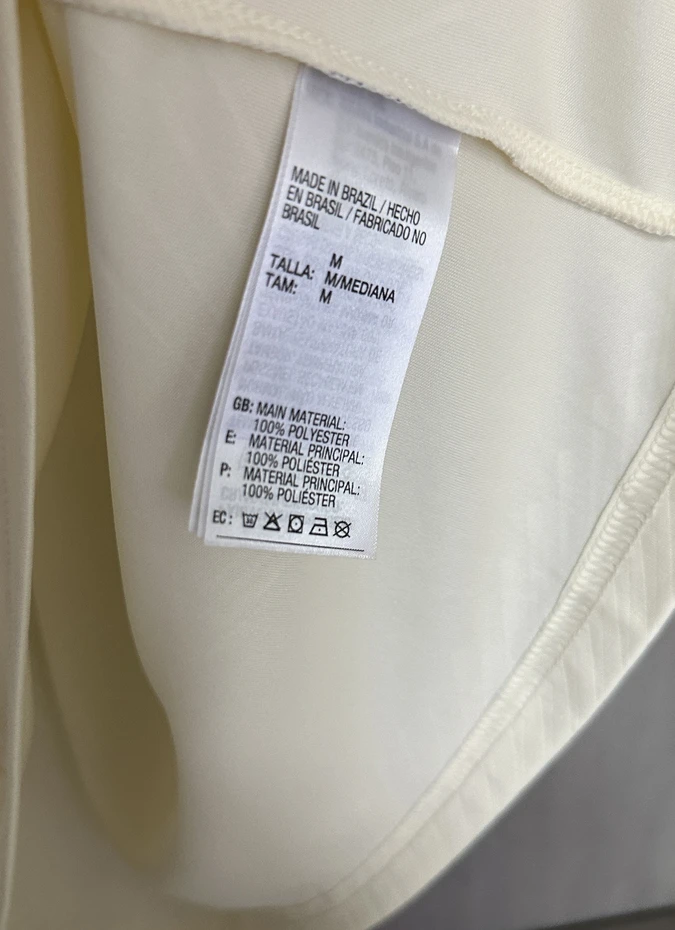 MADE IN BRAZIL / HECHO
EN BRASIL / FABRICADO NO
BRASIL
M
TALLA: M/MEDIANA
TAM: M
GB: MAIN MATERIAL:
100% POLYESTER
E: MATERIAL PRINCIPAL:
100% POLIÉSTER
P: MATERIAL PRINCIPAL:
100% POLIÉSTER
EC: